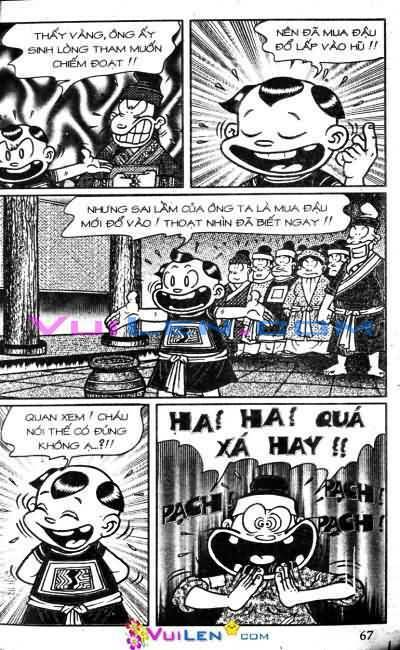 THẤY VÀNG, ÔNG ẤY
SINH LÒNG THAM MUỐN
CHIẾM ĐOẠT !!
NÊN ĐÃ MUA ĐẬU
ĐỔ LẤP VÀO HŨ !!
NHƯNG SAI LẦM CỦA ÔNG TA LÀ MUA ĐẬU
MỚI ĐỔ VÀO ! THOẠT NHÌN ĐÃ BIẾT NGAY !!
VUILEN.COM
QUAN XEM ! CHÁU
NÓI THẾ CÓ ĐÚNG
KHÔNG Ạ...?!!
HA! HA! QUÁ
XÁ HAY !!
PẠCH !
PẠCH !
PẠCH !
PẠCH !
67
VUILEN.COM